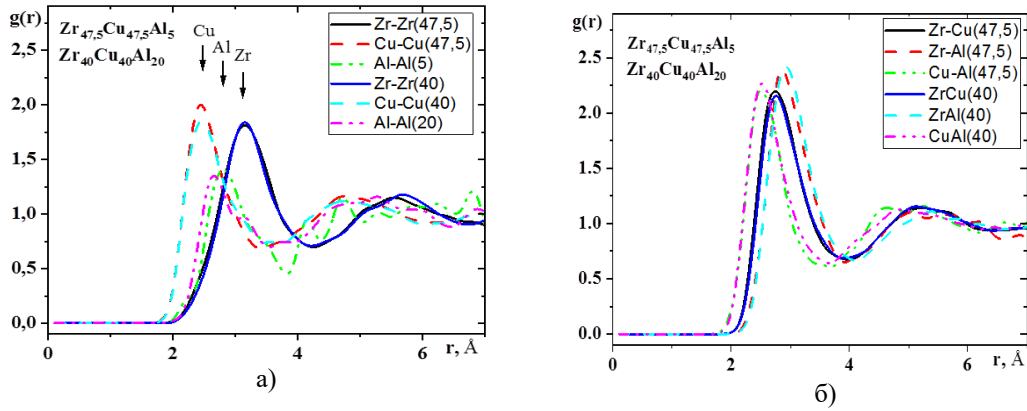 g(r)
Zr47,5Cu47,5Al5
Zr40Cu40Al20
Cu
Al
Zr
Zr-Zr(47,5)
Cu-Cu(47,5)
Al-Al(5)
Zr-Zr(40)
Cu-Cu(40)
Al-Al(20)
2,5
2,0
1,5
1,0
0,5
0,0
0 2 4 6
r, Å
а)
g(r)
Zr47,5Cu47,5Al5
Zr40Cu40Al20
Zr-Cu(47,5)
Zr-Al(47,5)
Cu-Al(47,5)
ZrCu(40)
ZrAl(40)
CuAl(40)
2.5
2.0
1.5
1.0
0.5
0.0
0 2 3 4 5 6
r, Å
б)